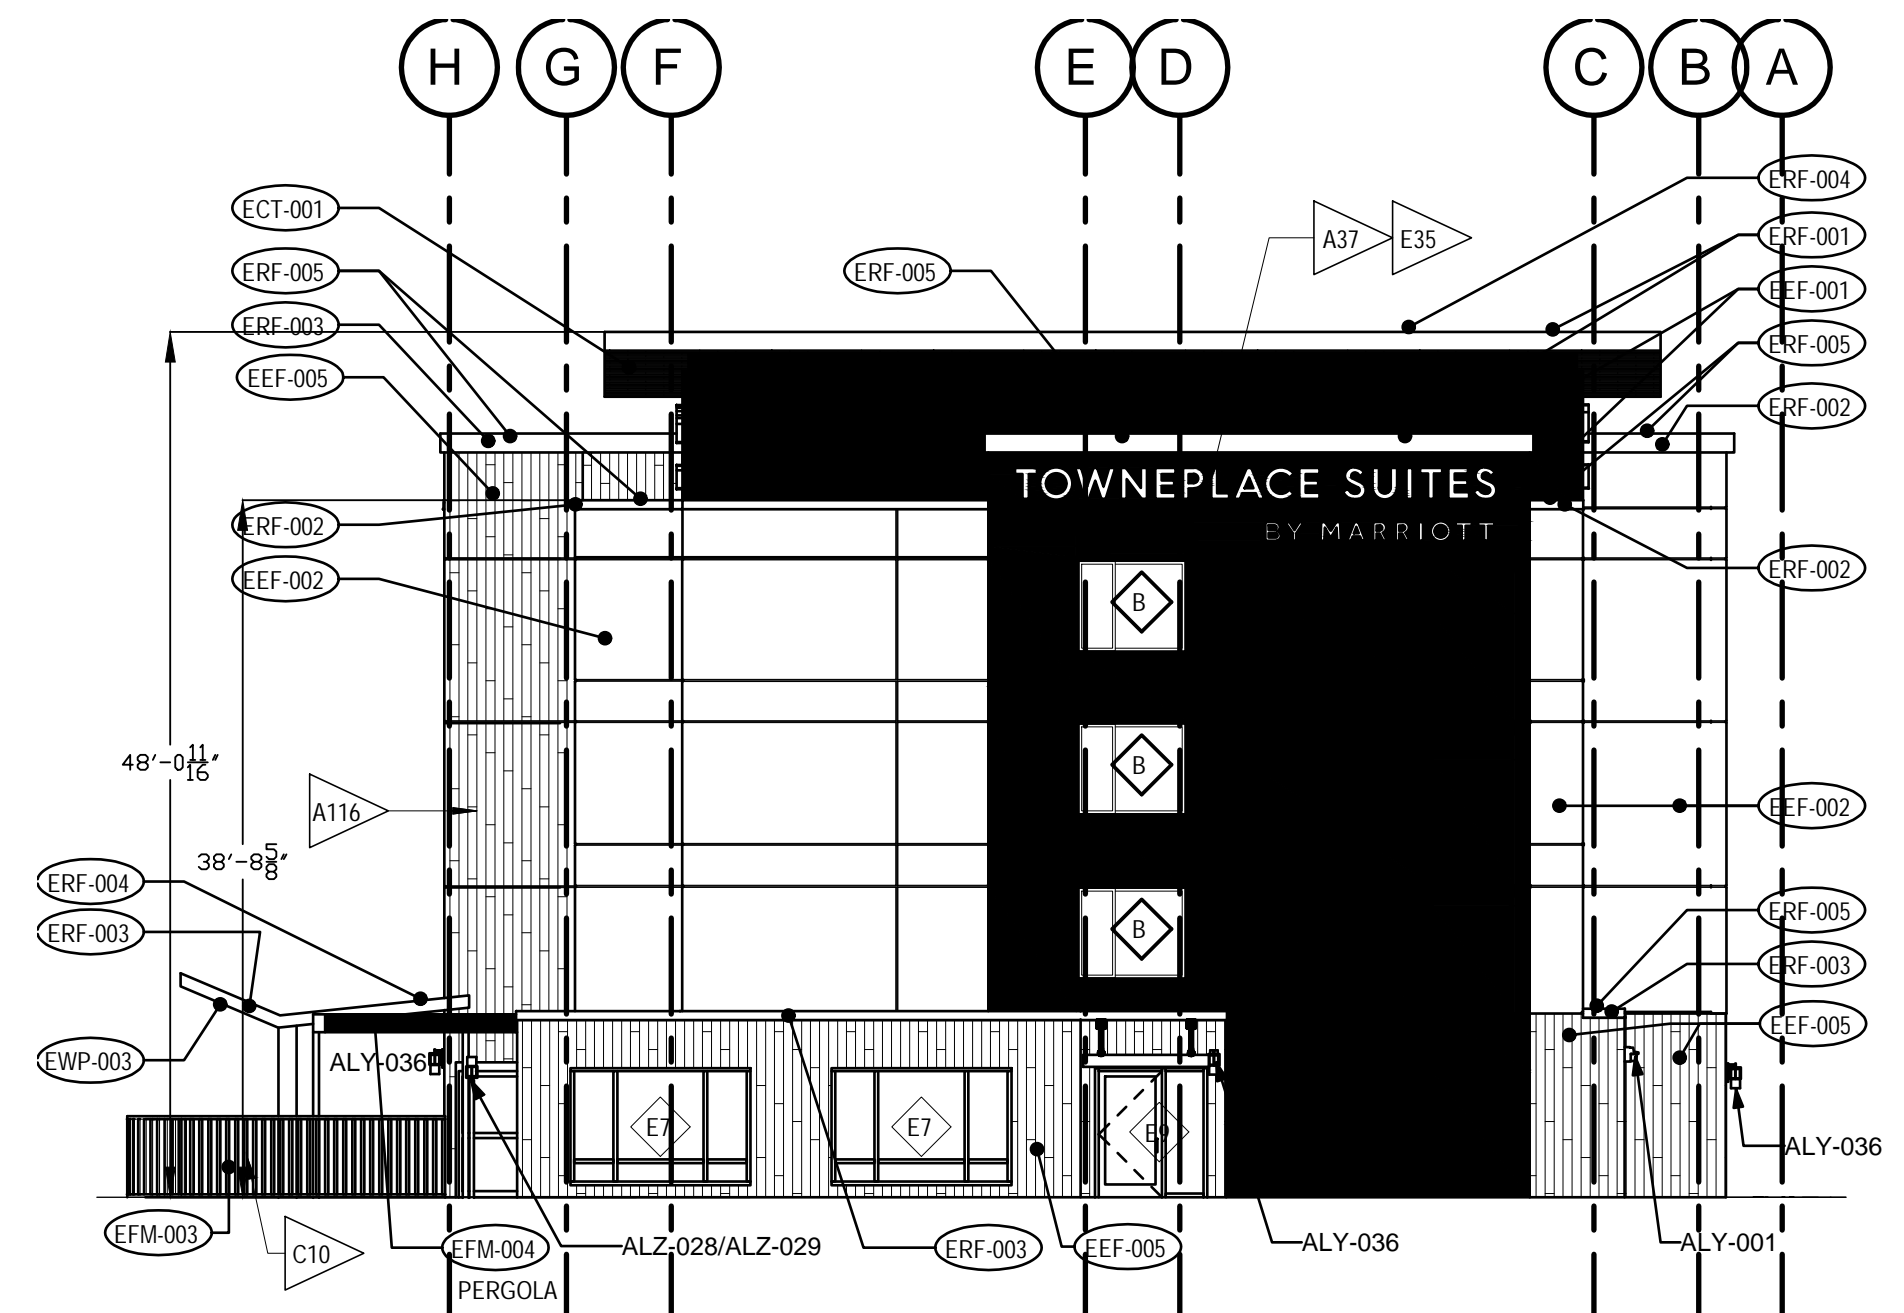 H G F E D C B A
ERF-004
ECT-001
ERF-001
A37 E35
ERF-005
ERF-005
EEF-001
ERF-003
ERF-005
EEF-005
ERF-002
TOWNEPLACE SUITES
BY MARRIOTT
ERF-002
ERF-002
EEF-002
B
48'-0 11/16"
B
A116
EEF-002
38'-8 5/8"
ERF-004
ERF-005
ERF-003
B
ERF-003
EEF-005
EWP-003
ALY-036
E7
E7
E9
ALY-036
EFM-003
C10
EFM-004
PERGOLA
ALZ-028/ALZ-029
ERF-003
EEF-005
ALY-036
ALY-001